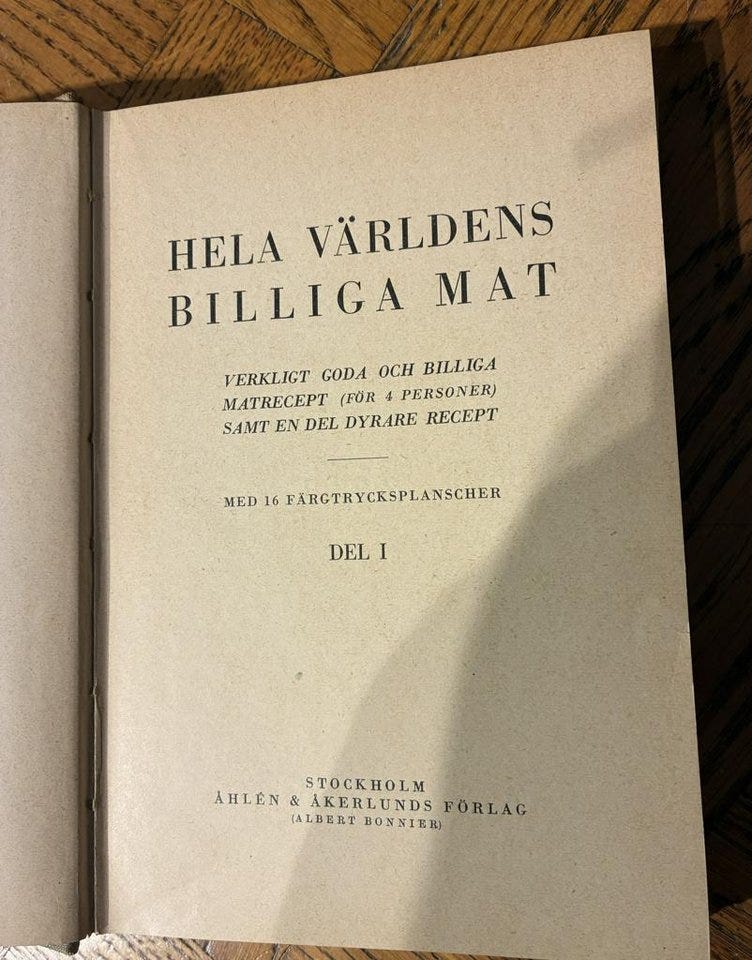 HELA VÄRLDENS
BILLIGA MAT
VERKLIGT GODA OCH BILLIGA
MATRECEPT (FÖR 4 PERSONER)
SAMT EN DEL DYRARE RECEPT
MED 16 FÄRGTRYCKSPLANSCHER
DEL I
STOCKHOLM
ÅHLÉN & ÅKERLUNDS FÖRLAG
(ALBERT BONNIER)